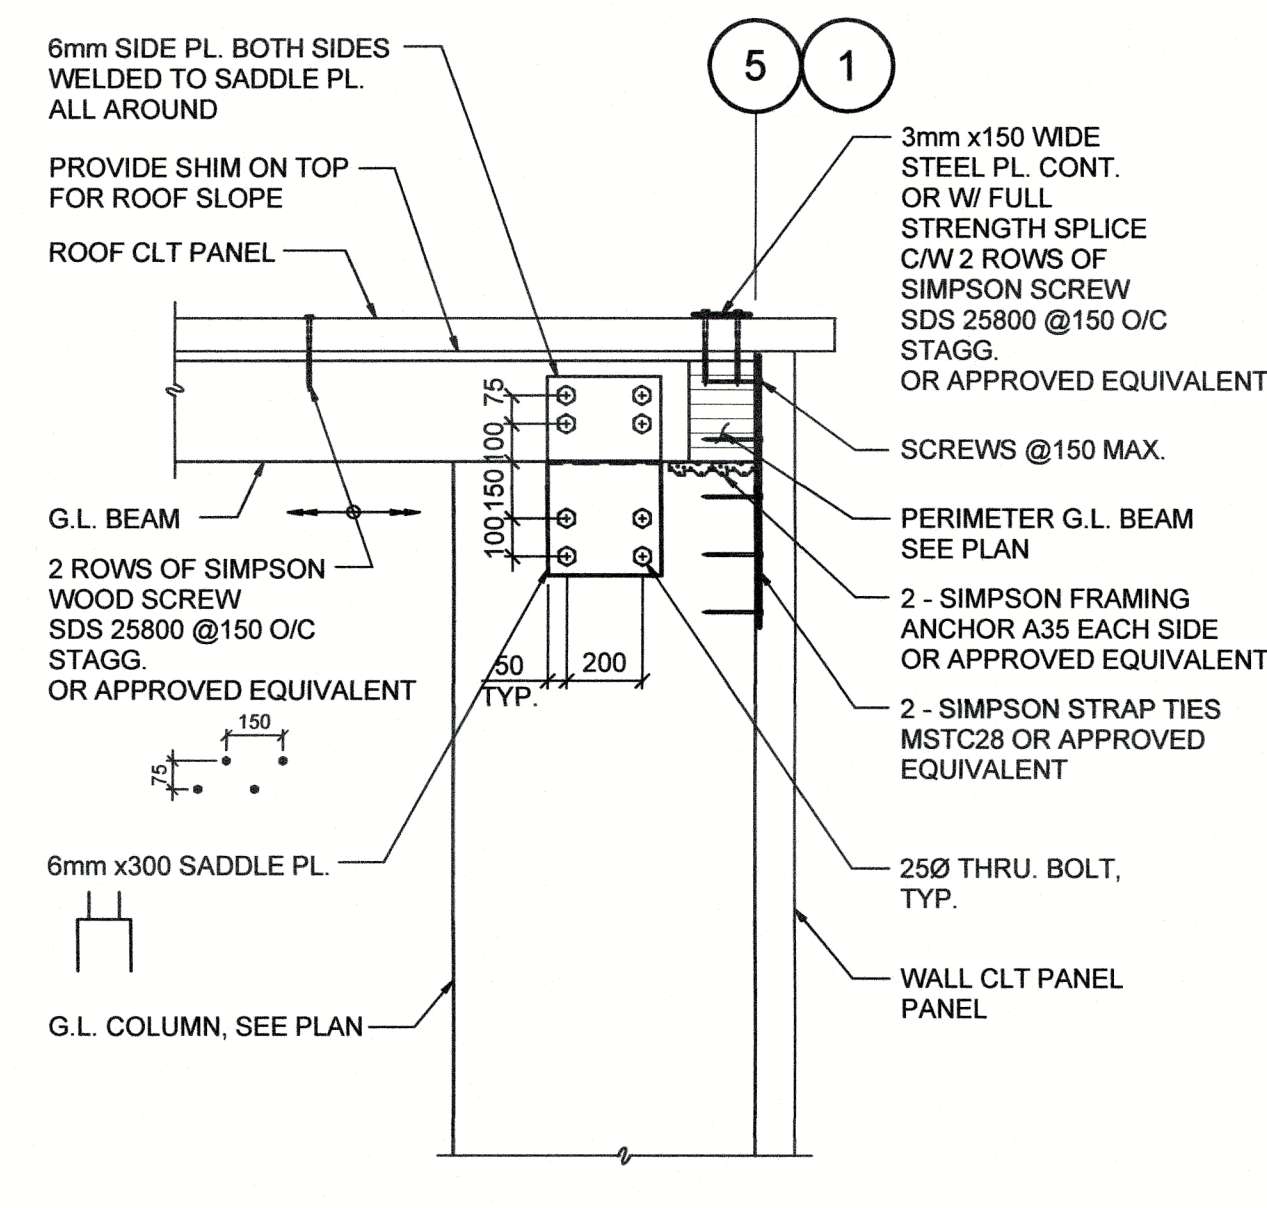 6mm SIDE PL. BOTH SIDES
WELDED TO SADDLE PL.
ALL AROUND
PROVIDE SHIM ON TOP
FOR ROOF SLOPE
ROOF CLT PANEL
G.L. BEAM
2 ROWS OF SIMPSON
WOOD SCREW
SDS 25800 @150 O/C
STAGG.
OR APPROVED EQUIVALENT
150
75
6mm x300 SADDLE PL.
G.L. COLUMN, SEE PLAN
75
100
150
100
50
TYP.
200
5
1
3mm x150 WIDE
STEEL PL. CONT.
OR W/ FULL
STRENGTH SPLICE
C/W 2 ROWS OF
SIMPSON SCREW
SDS 25800 @150 O/C
STAGG.
OR APPROVED EQUIVALENT
SCREWS @150 MAX.
PERIMETER G.L. BEAM
SEE PLAN
2 - SIMPSON FRAMING
ANCHOR A35 EACH SIDE
OR APPROVED EQUIVALENT
2 - SIMPSON STRAP TIES
MSTC28 OR APPROVED
EQUIVALENT
25Ø THRU. BOLT,
TYP.
WALL CLT PANEL
PANEL